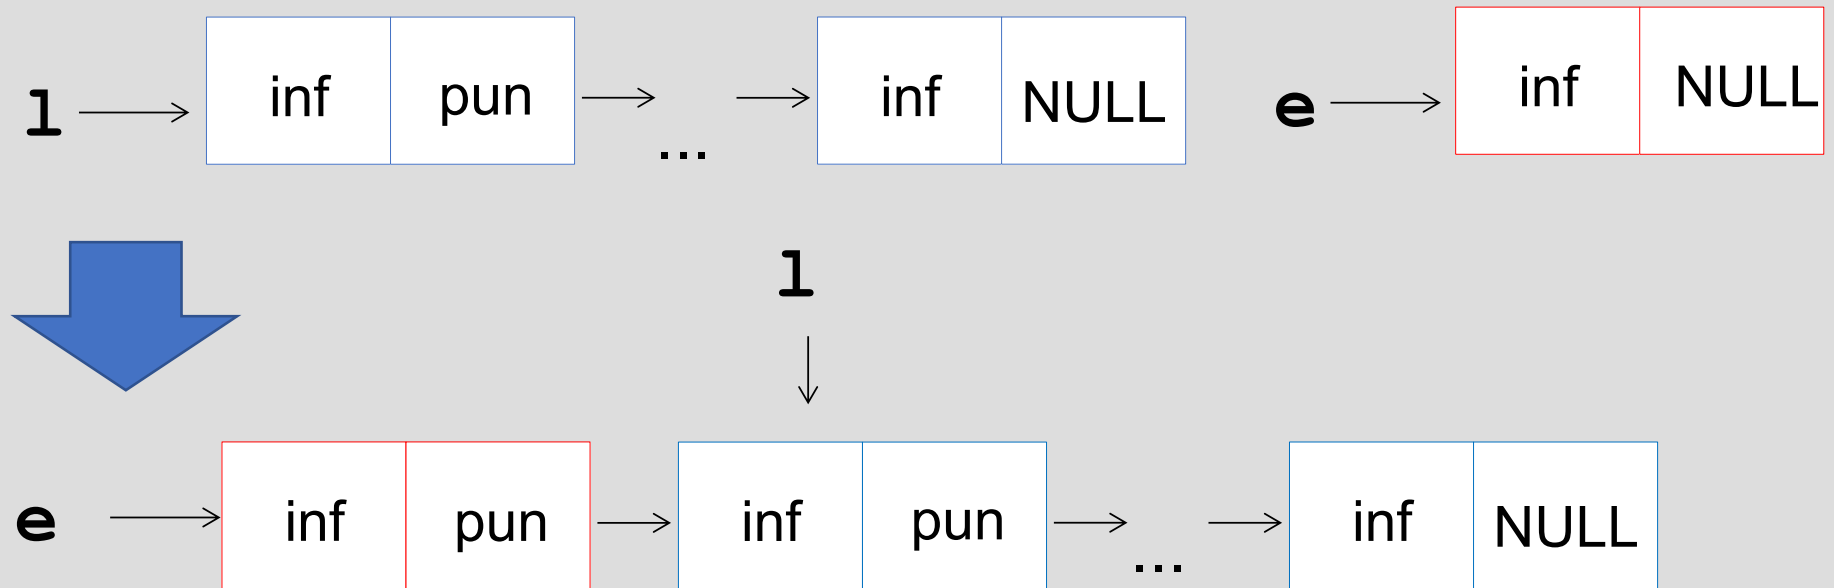 l inf pun ... inf NULL e inf NULL
l
e inf pun inf pun ... inf NULL